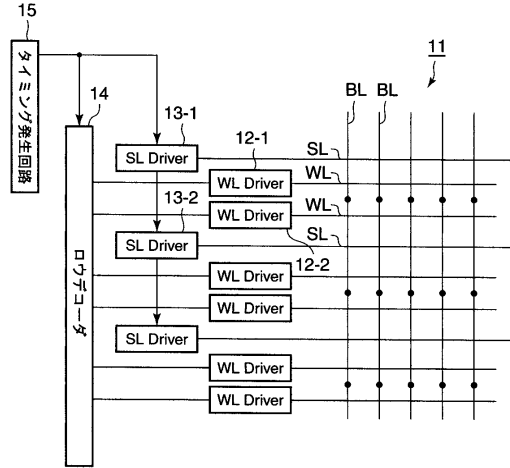 15
タイミング発生回路
14
ロウデコーダ
11
BL BL
13-1
SL Driver
SL
12-1
WL Driver
WL
WL Driver
WL
12-2
13-2
SL Driver
SL
WL Driver
WL Driver
SL Driver
WL Driver
WL Driver